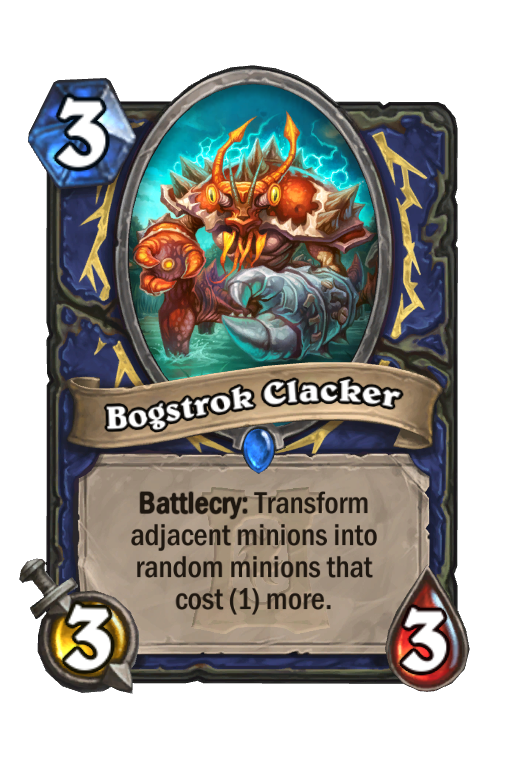 3
Bogstrok Clacker
Battlecry: Transform
adjacent minions into
random minions that
cost (1) more.
3
3